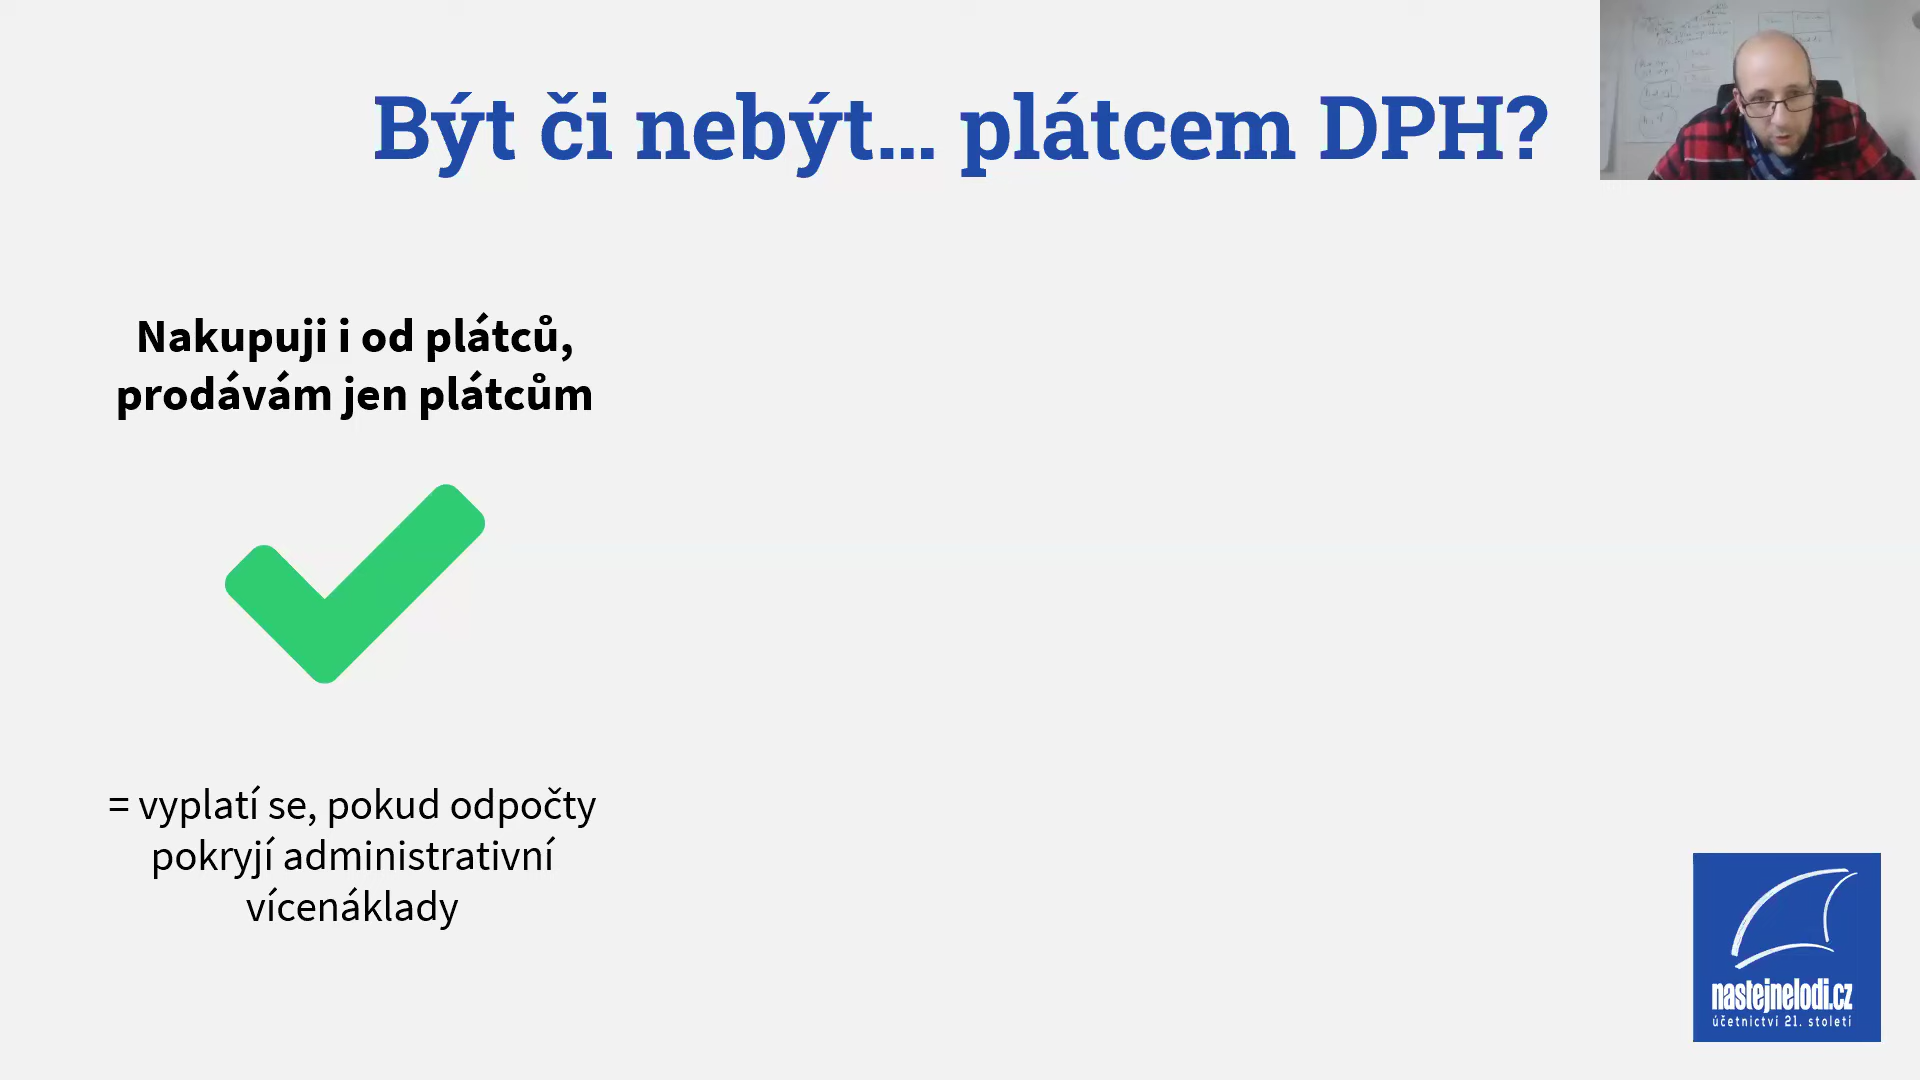 Být či nebýt... plátcem DPH?
Nakupuji i od plátců,
prodávám jen plátcům
= vyplatí se, pokud odpočty
pokryjí administrativní
vícenáklady
nastejnelodi.cz
účetnictví 21. století